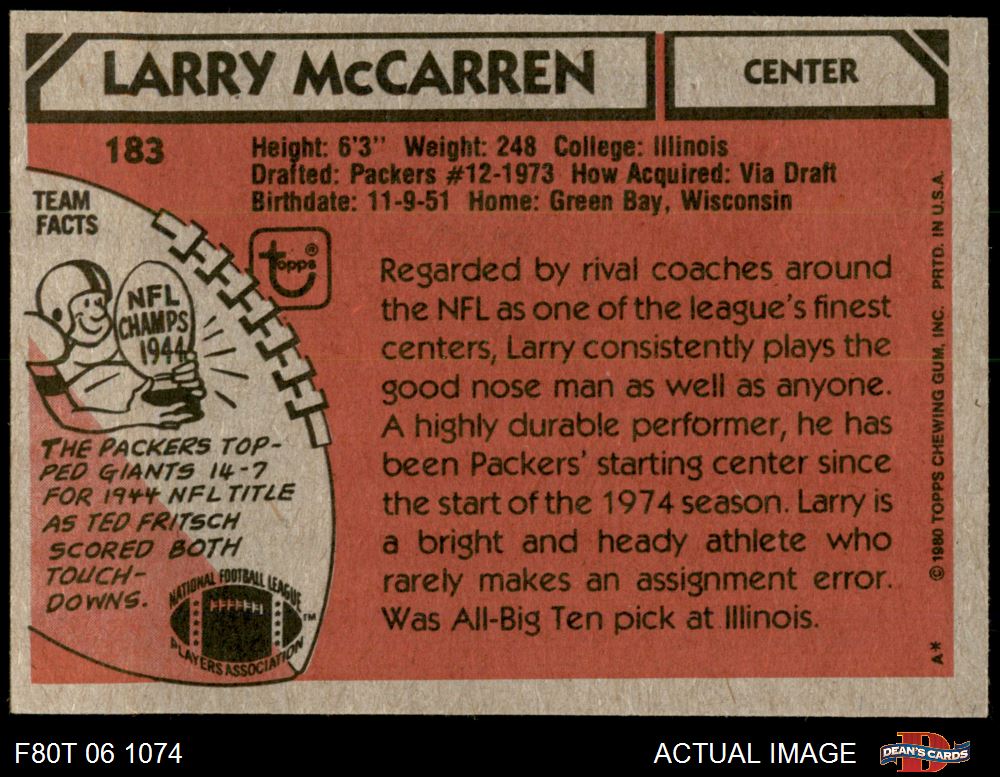 LARRY McCARREN
CENTER
183
Height: 6'3" Weight: 248 College: Illinois
Drafted: Packers #12-1973 How Acquired: Via Draft
Birthdate: 11-9-51 Home: Green Bay, Wisconsin
TEAM
FACTS
topps®
NFL
CHAMPS
1944
THE PACKERS TOP-
PED GIANTS 14-7
FOR 1944 NFL TITLE
AS TED FRITSCH
SCORED BOTH
TOUCH-
DOWNS.
NATIONAL FOOTBALL LEAGUE
PLAYERS ASSOCIATION
TM
Regarded by rival coaches around
the NFL as one of the league's finest
centers, Larry consistently plays the
good nose man as well as anyone.
A highly durable performer, he has
been Packers' starting center since
the start of the 1974 season. Larry is
a bright and heady athlete who
rarely makes an assignment error.
Was All-Big Ten pick at Illinois.
A* © 1980 TOPPS CHEWING GUM, INC. PRTD. IN U.S.A.
F80T 06 1074
ACTUAL IMAGE
D
DEAN'S CARDS